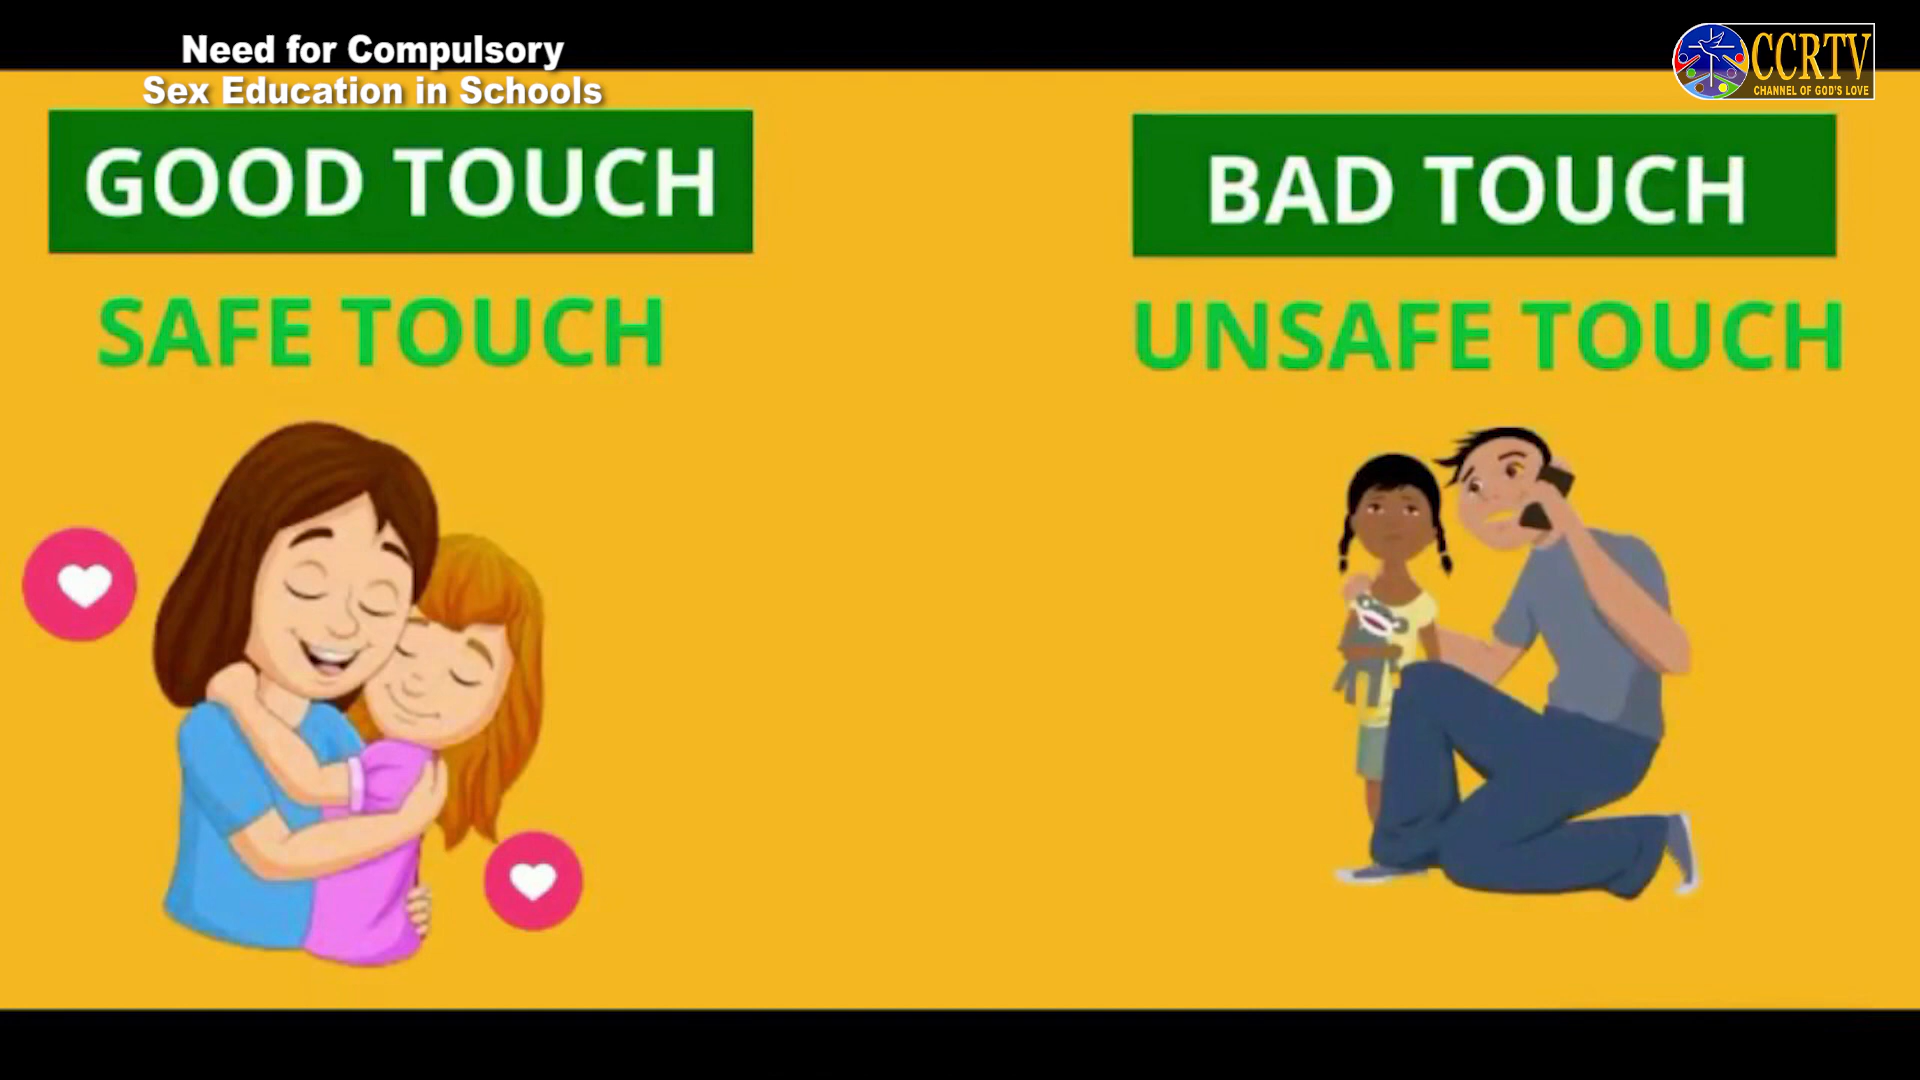 Need for Compulsory
Sex Education in Schools
CCRTV
CHANNEL OF GOD'S LOVE
GOOD TOUCH
BAD TOUCH
SAFE TOUCH
UNSAFE TOUCH